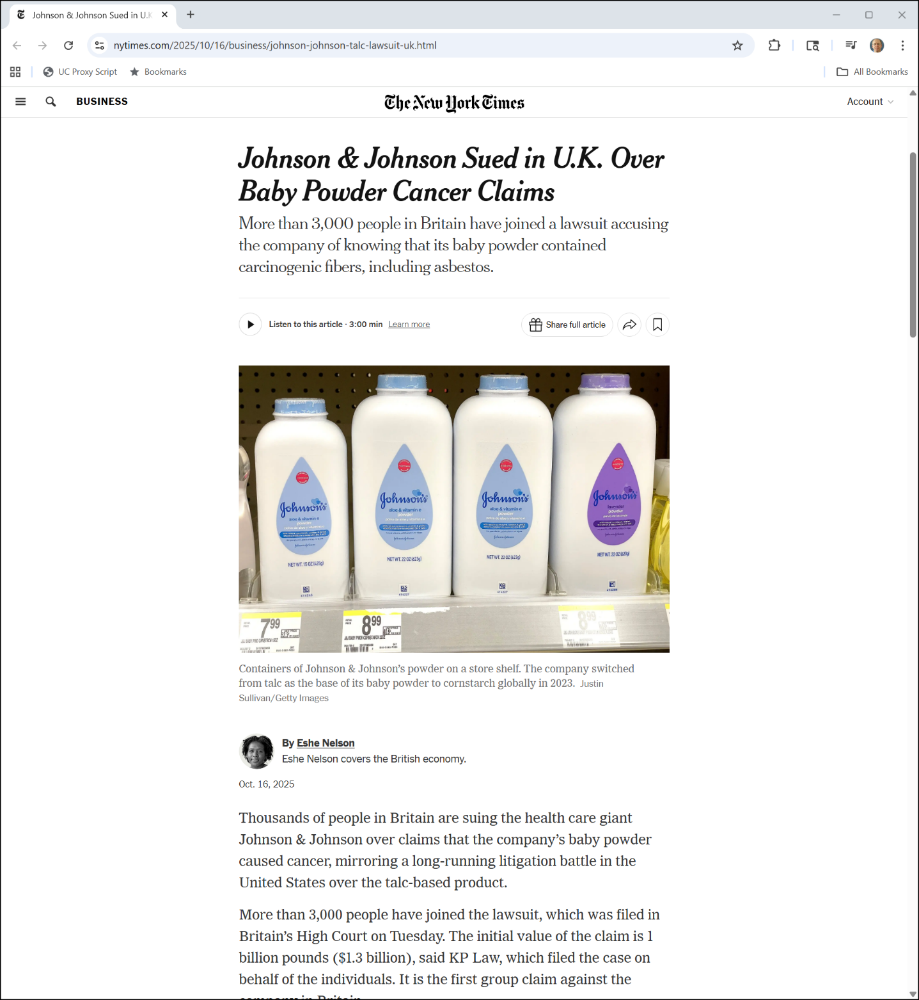 Johnson & Johnson Sued in U.K
nytimes.com/2025/10/16/business/johnson-johnson-talc-lawsuit-uk.html
UC Proxy Script
Bookmarks
All Bookmarks
BUSINESS
The New York Times
Account
Johnson & Johnson Sued in U.K. Over
Baby Powder Cancer Claims
More than 3,000 people in Britain have joined a lawsuit accusing
the company of knowing that its baby powder contained
carcinogenic fibers, including asbestos.
Listen to this article · 3:00 min Learn more
Share full article
Johnson's
aloe & vitamin e
powder
NET WT. 15 OZ (425g)
Johnson's
aloe & vitamin e
powder
NET WT. 22 OZ (623g)
Johnson's
aloe & vitamin e
powder
NET WT. 22 OZ (623g)
Johnson's
lavender
powder
NET WT. 22 OZ (623g)
7.99
8.99
8.99
Containers of Johnson & Johnson's powder on a store shelf. The company switched
from talc as the base of its baby powder to cornstarch globally in 2023. Justin
Sullivan/Getty Images
By Eshe Nelson
Eshe Nelson covers the British economy.
Oct. 16, 2025
Thousands of people in Britain are suing the health care giant
Johnson & Johnson over claims that the company's baby powder
caused cancer, mirroring a long-running litigation battle in the
United States over the talc-based product.
More than 3,000 people have joined the lawsuit, which was filed in
Britain's High Court on Tuesday. The initial value of the claim is 1
billion pounds ($1.3 billion), said KP Law, which filed the case on
behalf of the individuals. It is the first group claim against the
company in Britain.